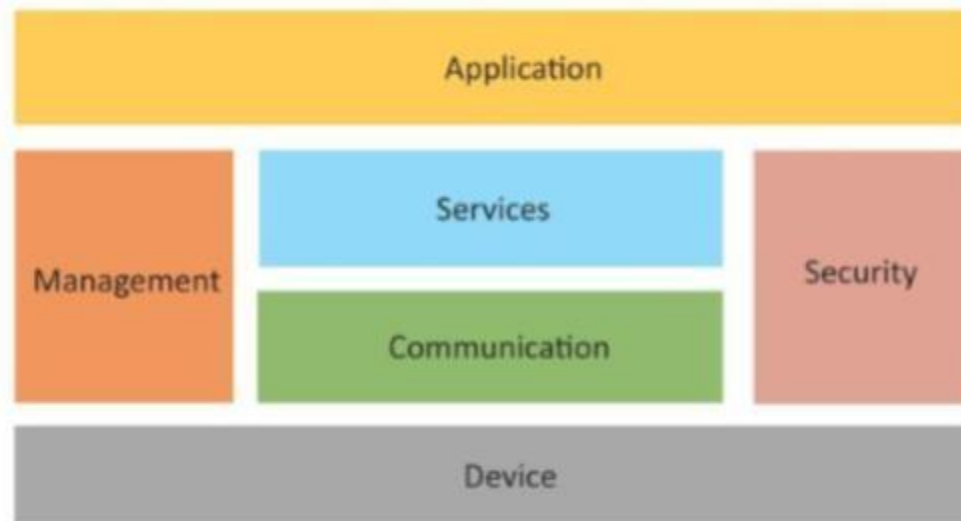 Application
Services
Management
Security
Communication
Device